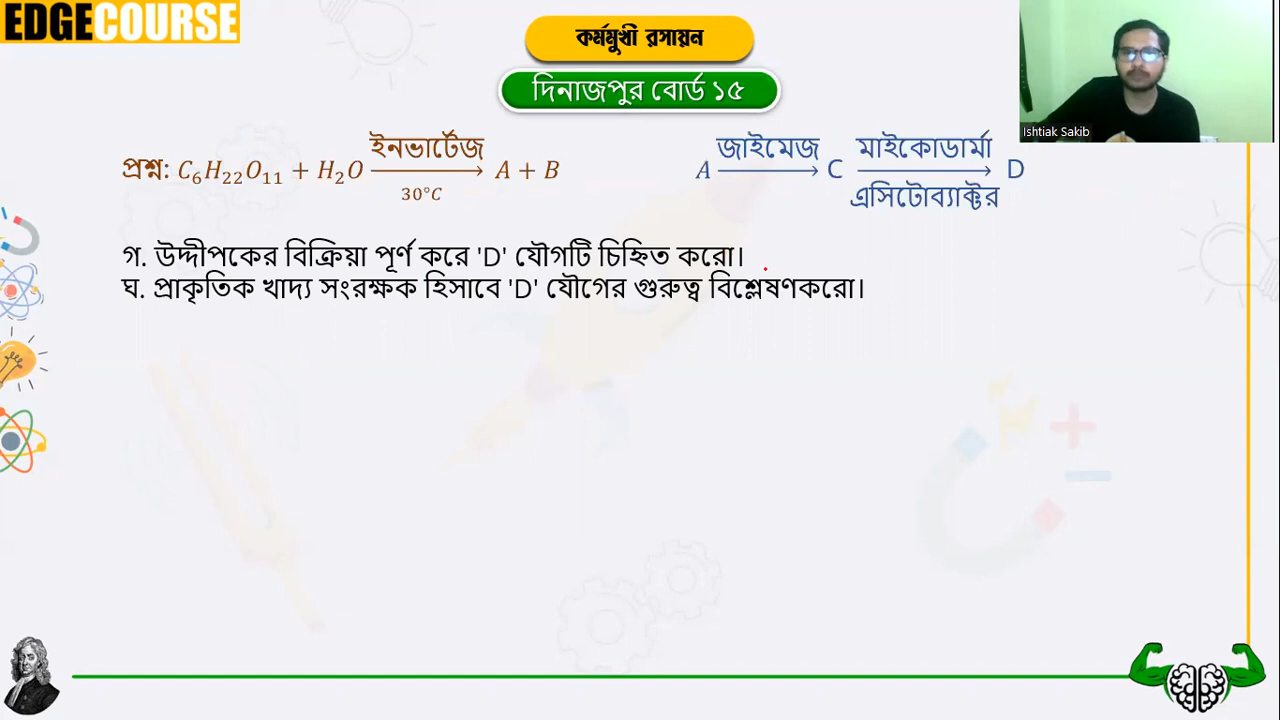 EDGECOURSE
কর্মমুখী রসায়ন
দিনাজপুর বোর্ড ১৫
Ishtiak Sakib
প্রশ্ন: C₆H₂₂O₁₁ + H₂O ইনভার্টেজ → 30°C A + B
A জাইমেজ → C মাইকোডার্মা → এসিটোব্যাক্টর D
গ. উদ্দীপকের বিক্রিয়া পূর্ণ করে 'D' যৌগটি চিহ্নিত করো।
ঘ. প্রাকৃতিক খাদ্য সংরক্ষক হিসাবে 'D' যৌগের গুরুত্ব বিশ্লেষণকরো।